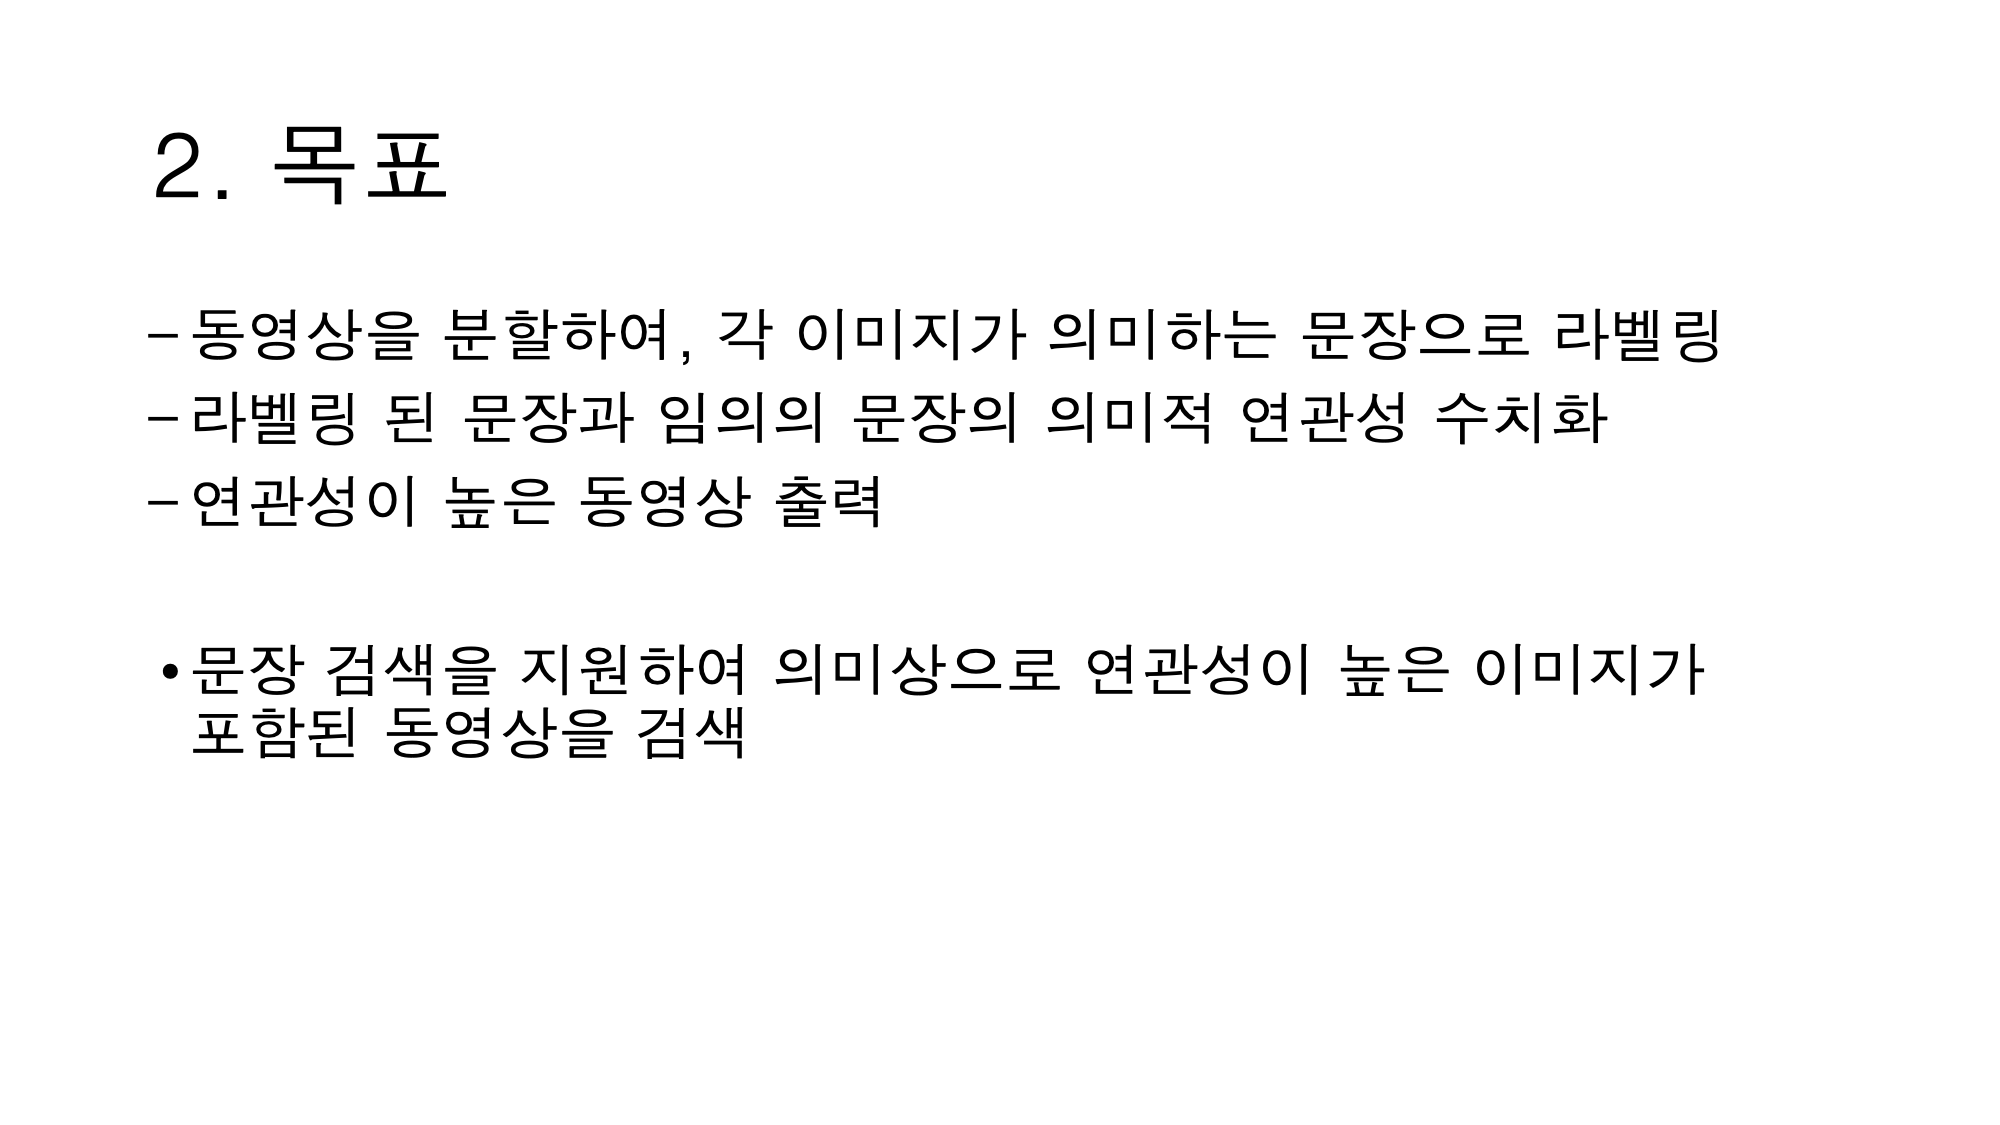 2. 목표
– 동영상을 분할하여, 각 이미지가 의미하는 문장으로 라벨링
– 라벨링 된 문장과 임의의 문장의 의미적 연관성 수치화
– 연관성이 높은 동영상 출력
• 문장 검색을 지원하여 의미상으로 연관성이 높은 이미지가
포함된 동영상을 검색